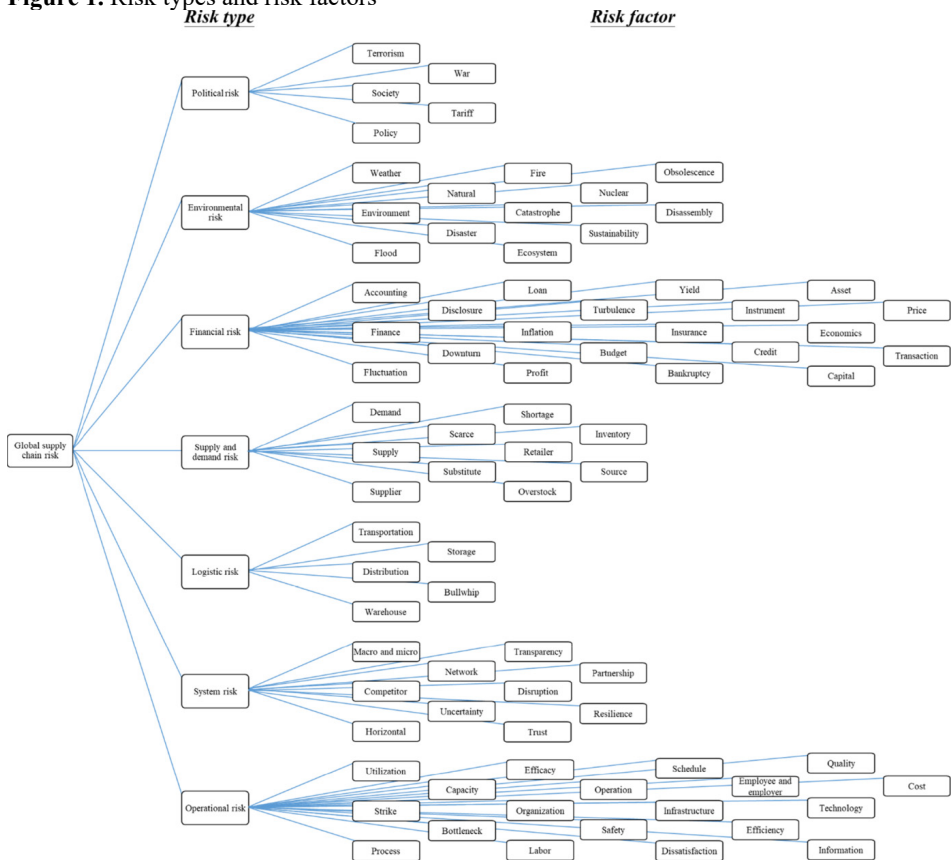 Figure 1. Risk types and risk factors
Risk type
Risk factor
Global supply
chain risk
Political risk
Terrorism
War
Society
Tariff
Policy
Environmental
risk
Weather
Fire
Obsolescence
Natural
Nuclear
Environment
Catastrophe
Disassembly
Disaster
Sustainability
Flood
Ecosystem
Financial risk
Accounting
Loan
Yield
Asset
Disclosure
Turbulence
Instrument
Price
Finance
Inflation
Insurance
Economics
Downturn
Budget
Credit
Transaction
Fluctuation
Profit
Bankruptcy
Capital
Supply and
demand risk
Demand
Shortage
Scarce
Inventory
Supply
Retailer
Substitute
Source
Supplier
Overstock
Logistic risk
Transportation
Storage
Distribution
Bullwhip
Warehouse
System risk
Macro and micro
Transparency
Network
Partnership
Competitor
Disruption
Uncertainty
Resilience
Horizontal
Trust
Operational risk
Utilization
Efficacy
Schedule
Quality
Capacity
Operation
Employee and
employer
Cost
Strike
Organization
Infrastructure
Technology
Bottleneck
Safety
Efficiency
Process
Labor
Dissatisfaction
Information